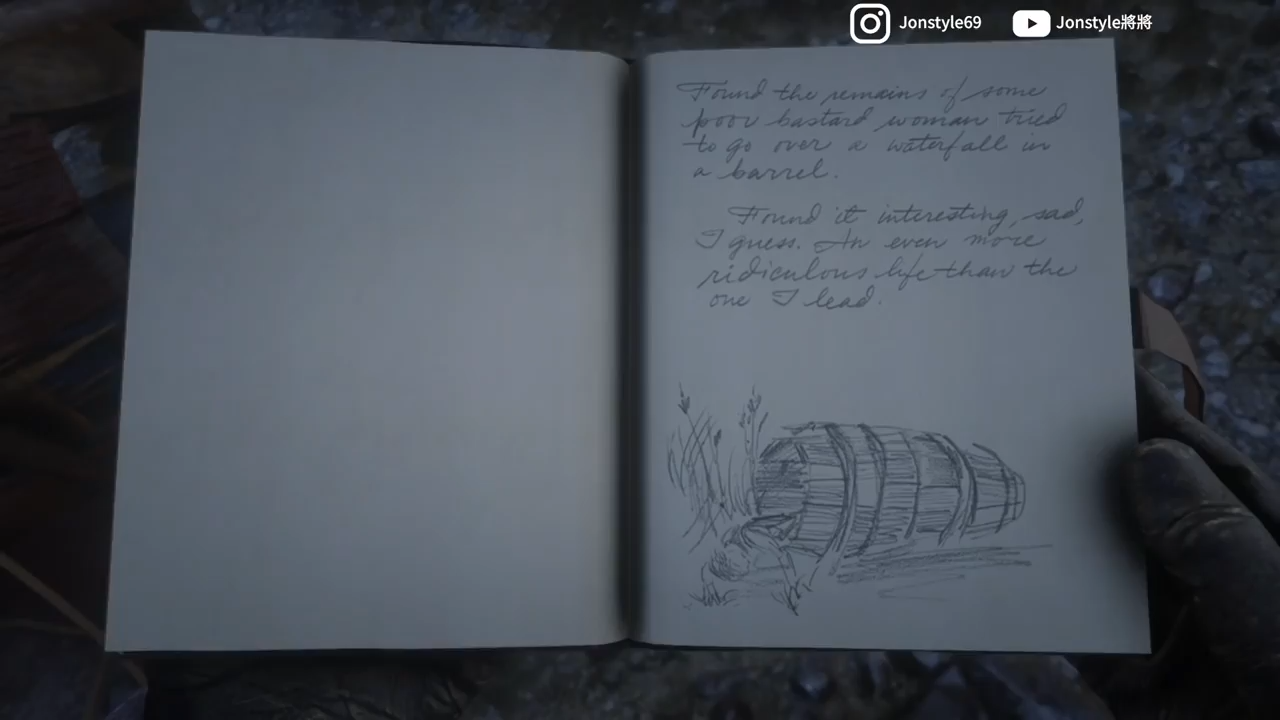 Jonstyle69
Jonstyle將將
Found the remains of some
poor bastard woman tried
to go over a waterfall in
a barrel.
Found it interesting, sad,
I guess. An even more
ridiculous life than the
one I lead.